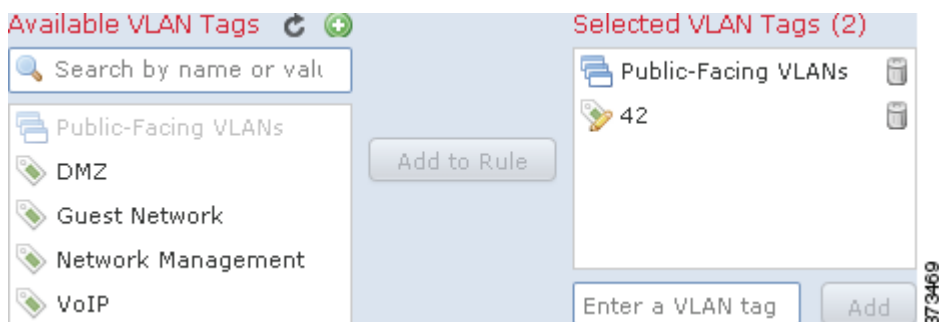 Available VLAN Tags
Search by name or valu
Public-Facing VLANs
DMZ
Guest Network
Network Management
VoIP
Add to Rule
Selected VLAN Tags (2)
Public-Facing VLANs
42
Enter a VLAN tag
Add
373469